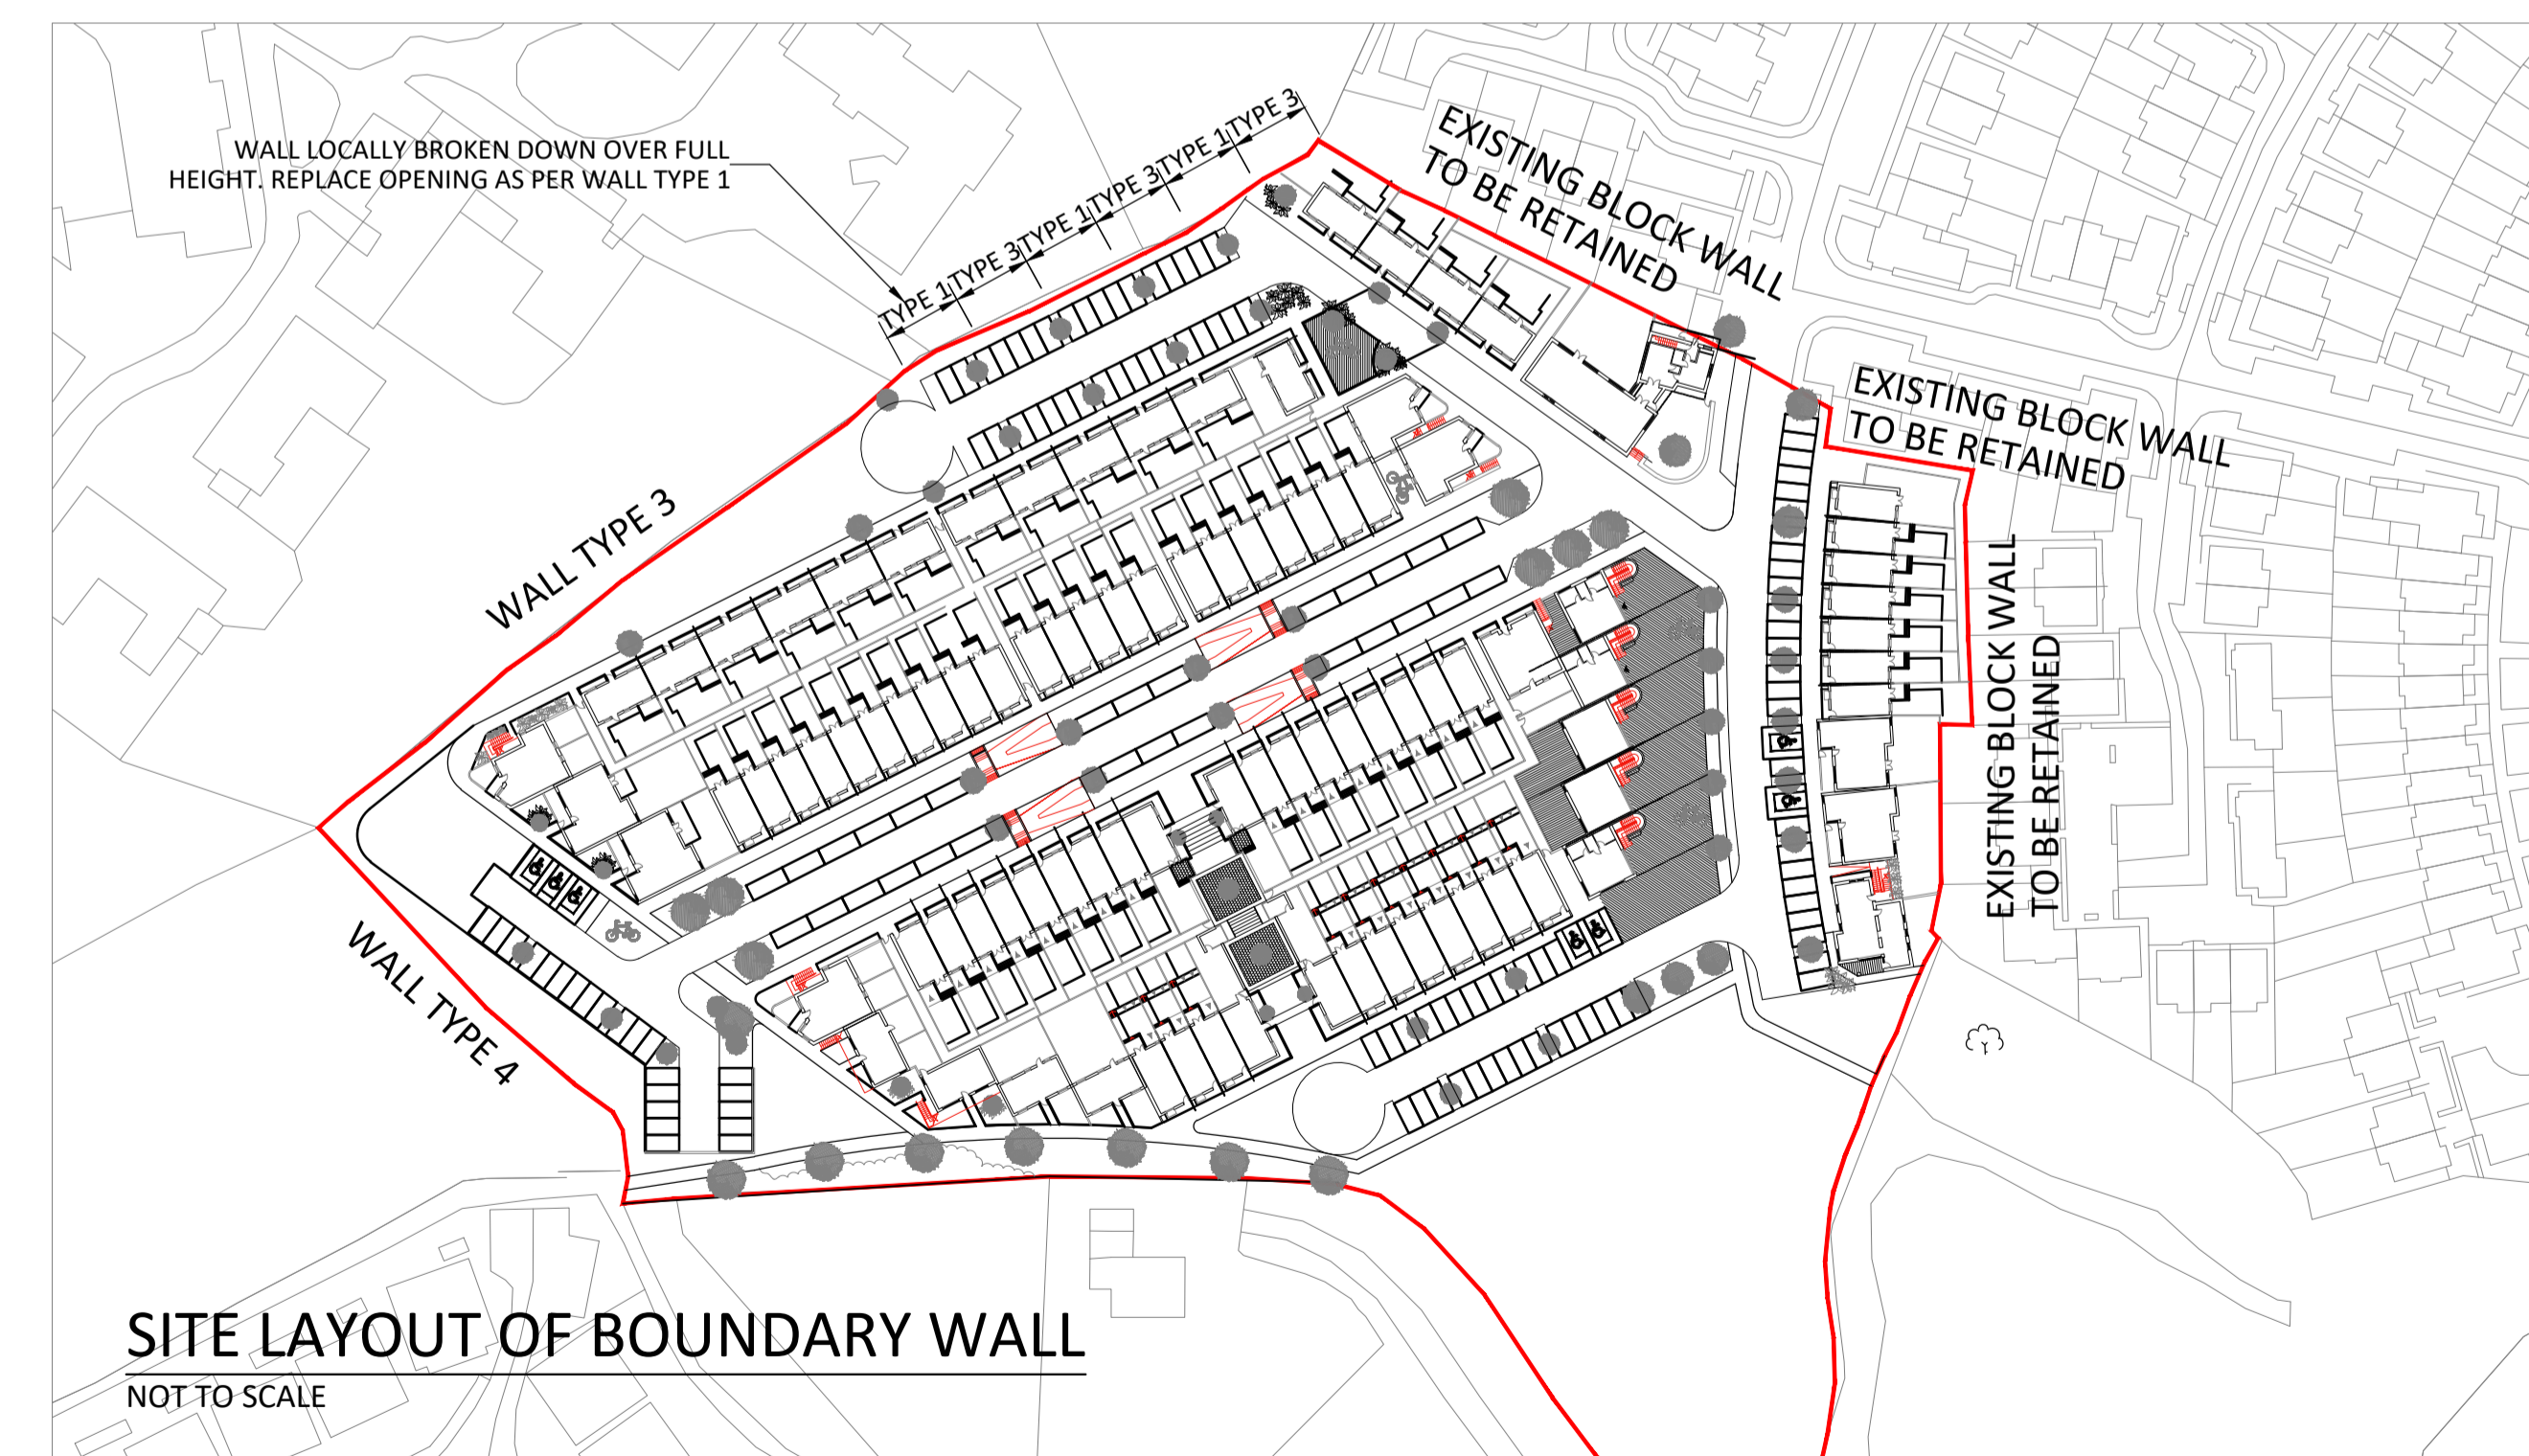 WALL LOCALLY BROKEN DOWN OVER FULL
HEIGHT. REPLACE OPENING AS PER WALL TYPE 1
TYPE 1
TYPE 3
TYPE 1
TYPE 3
TYPE 1
TYPE 3
EXISTING BLOCK WALL
TO BE RETAINED
EXISTING BLOCK WALL
TO BE RETAINED
EXISTING BLOCK WALL
TO BE RETAINED
WALL TYPE 3
WALL TYPE 4
SITE LAYOUT OF BOUNDARY WALL
NOT TO SCALE